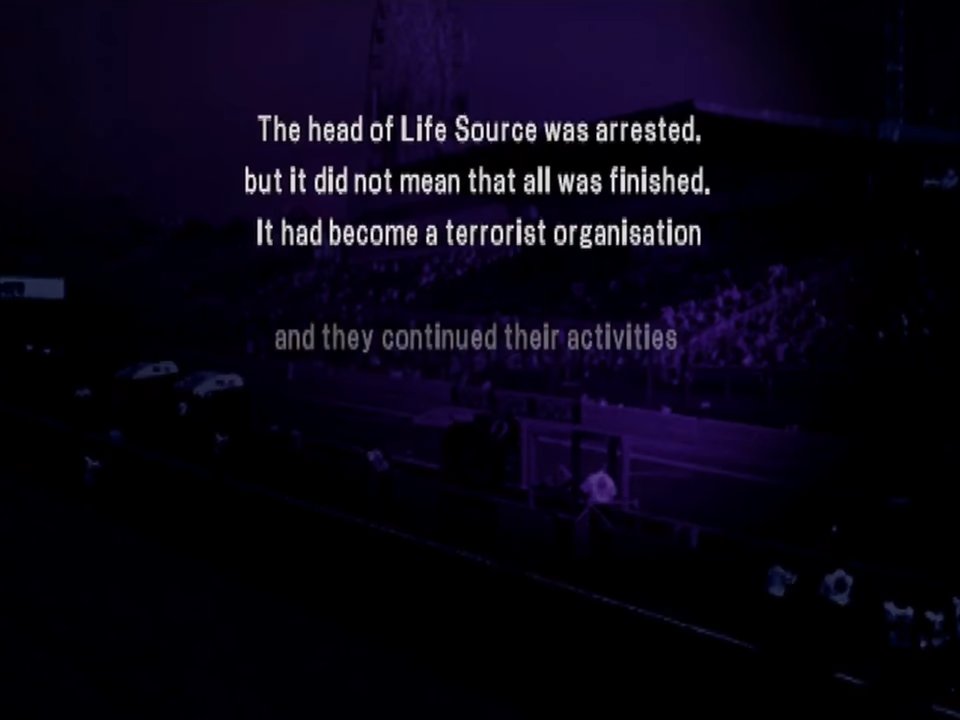 The head of Life Source was arrested.
but it did not mean that all was finished.
It had become a terrorist organisation
and they continued their activities